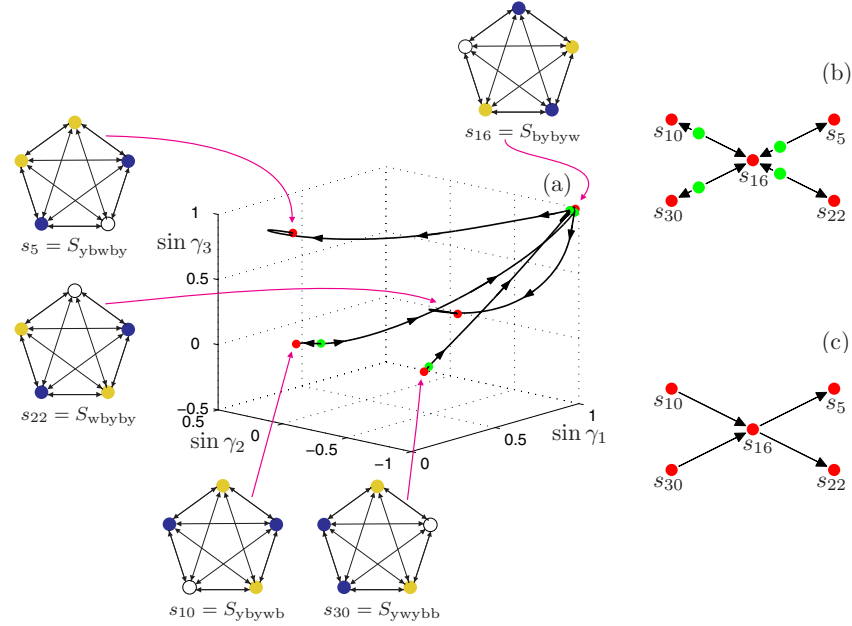 s16 = Sbybyw
(b)
s10
s5
s16
s30
s22
(a)
s5 = Sybwby
1
0.5
0
−0.5
sin γ3
s22 = Swbyby
0.5
0
−0.5
−1
sin γ2
0
0.5
1
sin γ1
(c)
s10
s5
s16
s30
s22
s10 = Sybywb
s30 = Sywybb